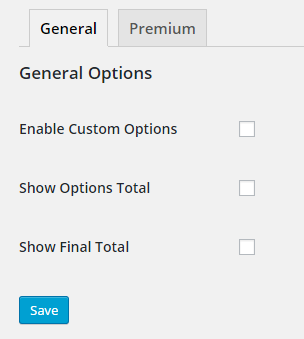 General Premium
General Options
Enable Custom Options
Show Options Total
Show Final Total
Save